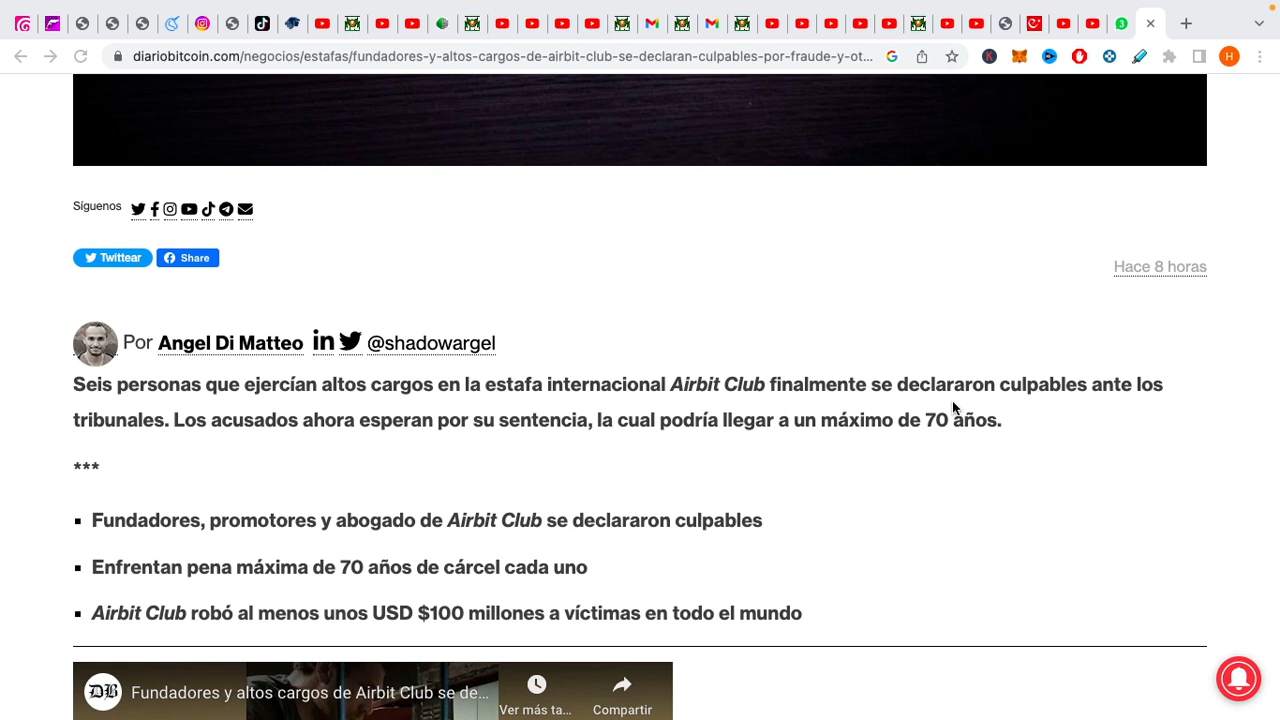 diariobitcoin.com/negocios/estafas/fundadores-y-altos-cargos-de-airbit-club-se-declaran-culpables-por-fraude-y-ot...
H
3
Síguenos
Twittear
Share
Hace 8 horas
Por Angel Di Matteo @shadowargel
Seis personas que ejercían altos cargos en la estafa internacional Airbit Club finalmente se declararon culpables ante los
tribunales. Los acusados ahora esperan por su sentencia, la cual podría llegar a un máximo de 70 años.
***
Fundadores, promotores y abogado de Airbit Club se declararon culpables
Enfrentan pena máxima de 70 años de cárcel cada uno
Airbit Club robó al menos unos USD $100 millones a víctimas en todo el mundo
DB
Fundadores y altos cargos de Airbit Club se de...
Ver más ta...
Compartir